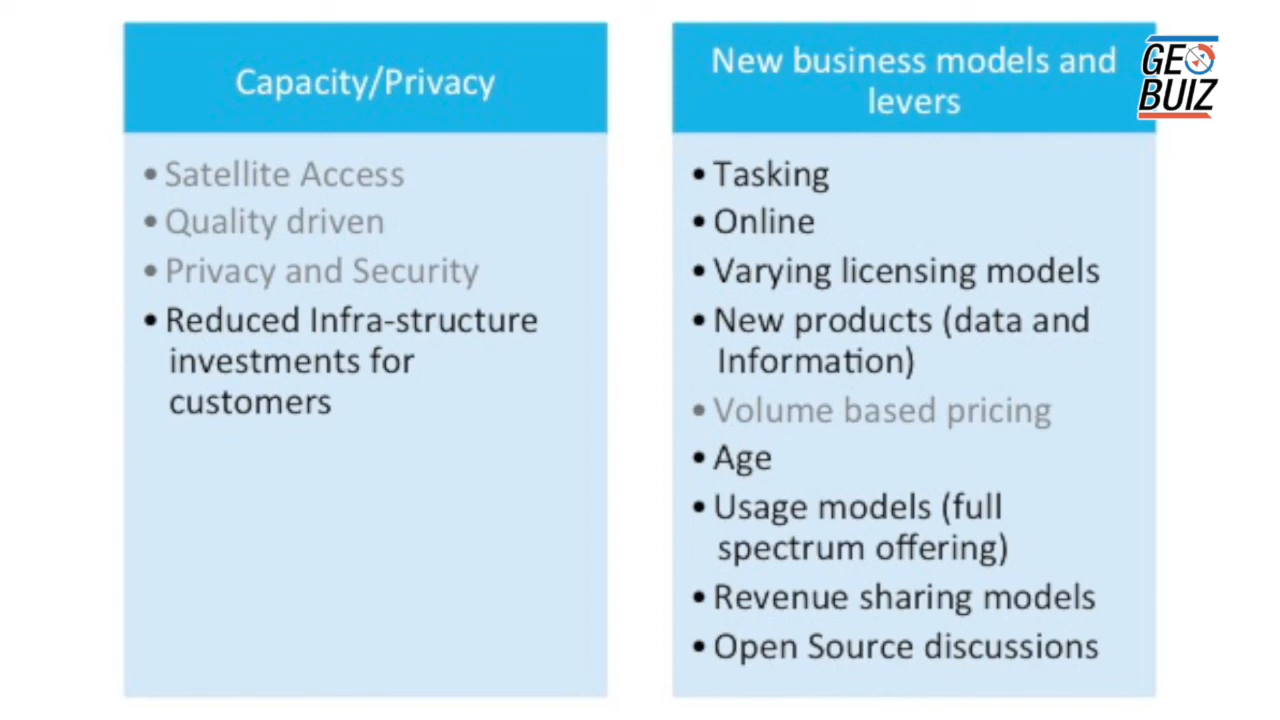 Capacity/Privacy
• Satellite Access
• Quality driven
• Privacy and Security
• Reduced Infra-structure
investments for
customers
New business models and
levers
• Tasking
• Online
• Varying licensing models
• New products (data and
Information)
• Volume based pricing
• Age
• Usage models (full
spectrum offering)
• Revenue sharing models
• Open Source discussions
GEO
BUIZ